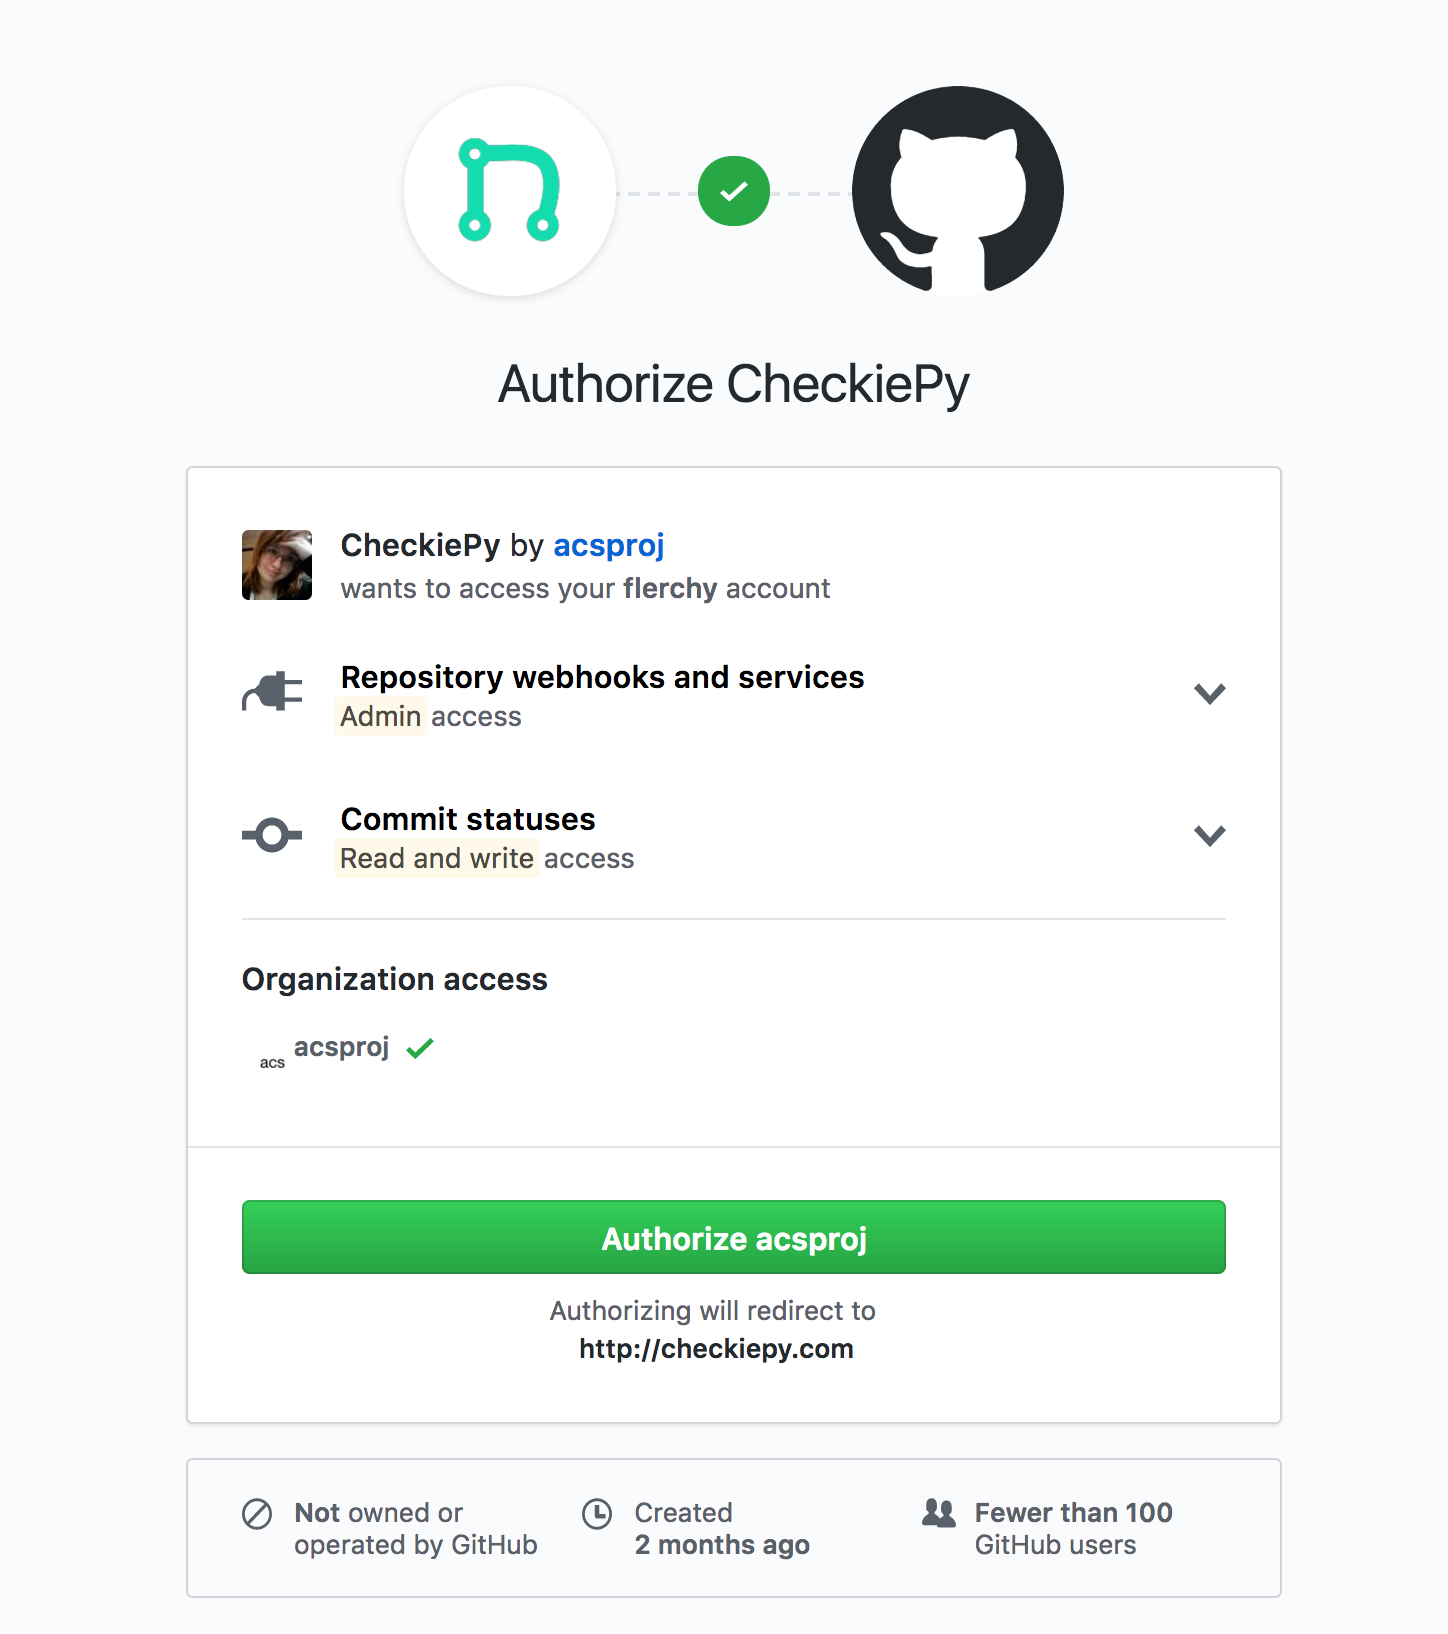 Authorize CheckiePy
CheckiePy by acsproj
wants to access your flerchy account
Repository webhooks and services
Admin access
Commit statuses
Read and write access
Organization access
acs acsproj
Authorize acsproj
Authorizing will redirect to
http://checkiepy.com
Not owned or
operated by GitHub
Created
2 months ago
Fewer than 100
GitHub users